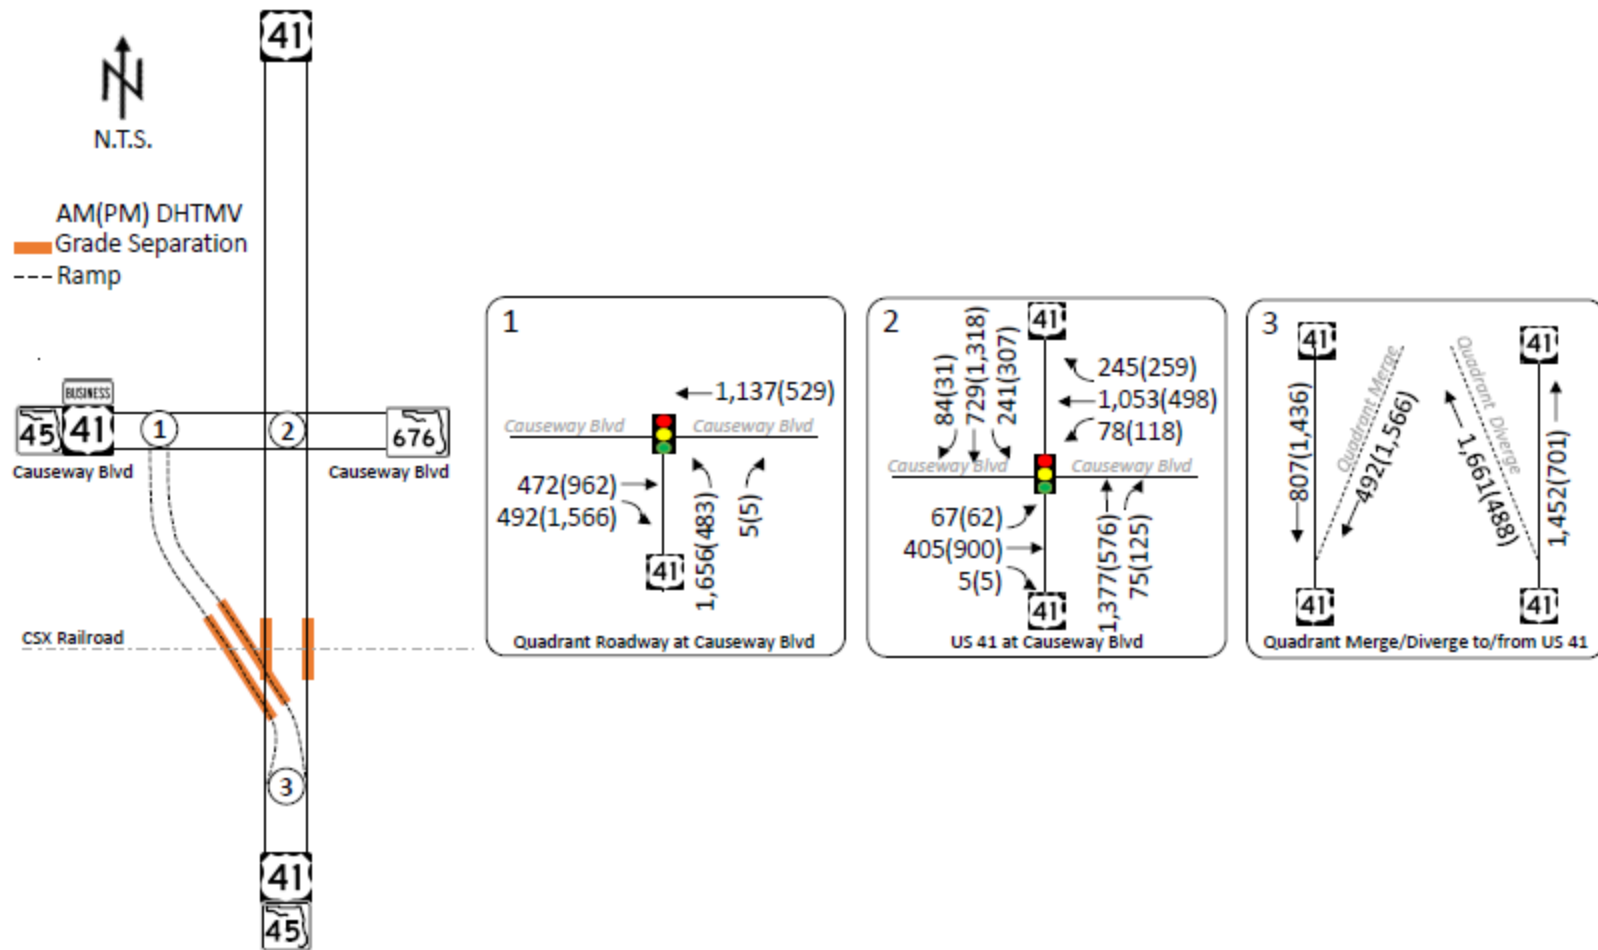 41
N
N.T.S.
AM(PM) DHTMV
Grade Separation
Ramp
BUSINESS
45 41
1
2
676
Causeway Blvd
Causeway Blvd
CSX Railroad
3
41
45
1
1,137(529)
Causeway Blvd
Causeway Blvd
472(962)
492(1,566)
1,656(483)
5(5)
41
Quadrant Roadway at Causeway Blvd
2
41
84(31)
729(1,318)
241(307)
245(259)
1,053(498)
78(118)
Causeway Blvd
Causeway Blvd
67(62)
405(900)
5(5)
1,377(576)
75(125)
41
US 41 at Causeway Blvd
3
41
41
807(1,436)
Quadrant Merge
492(1,566)
Quadrant Diverge
1,661(488)
1,452(701)
41
41
Quadrant Merge/Diverge to/from US 41